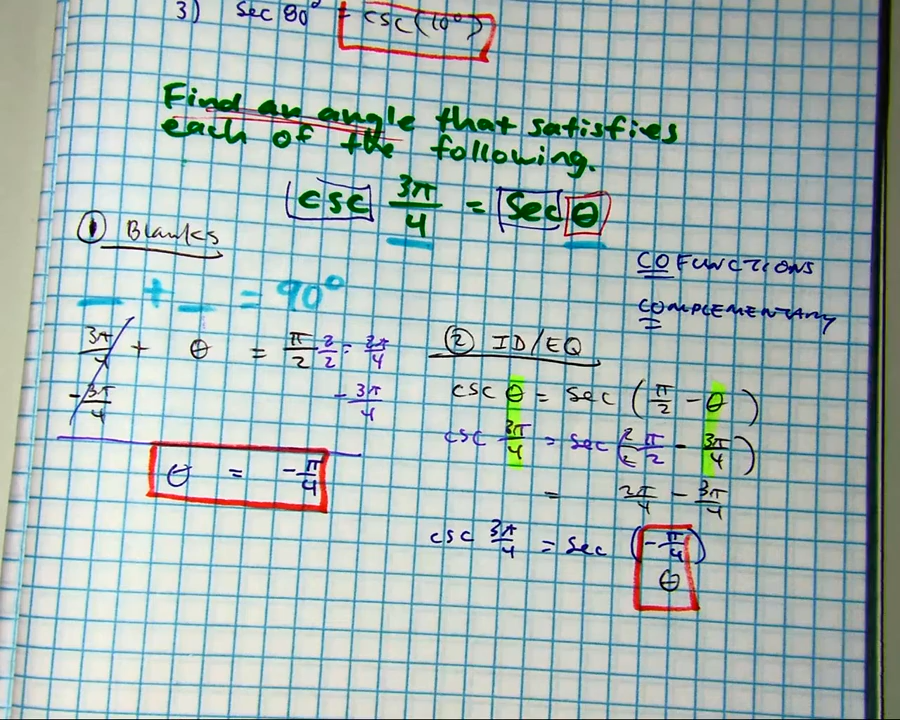 3) Sec 80° = csc(10°)
Find an angle that satisfies
each of the following.
csc 3π/4 = Sec θ
① Blanks
_ + _ = 90°
COFUNCTIONS
COMPLEMENTARY
3π/4 + θ = π/2 2/2 = 2π/4
-3π/4 -3π/4
θ = -π/4
② ID/EQ
csc θ = sec (π/2 - θ)
csc 3π/4 = sec (2/2 π/2 - 3π/4)
= 2π/4 - 3π/4
csc 3π/4 = sec (-π/4)
θ